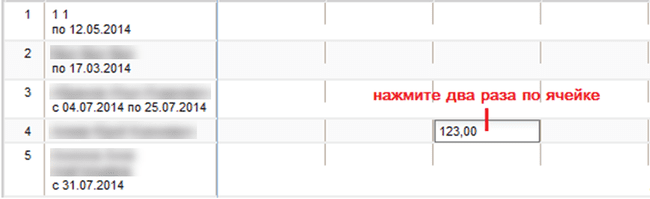 1
1 1
по 12.05.2014
2
по 17.03.2014
3
с 04.07.2014 по 25.07.2014
нажмите два раза по ячейке
4
123,00
5
с 31.07.2014